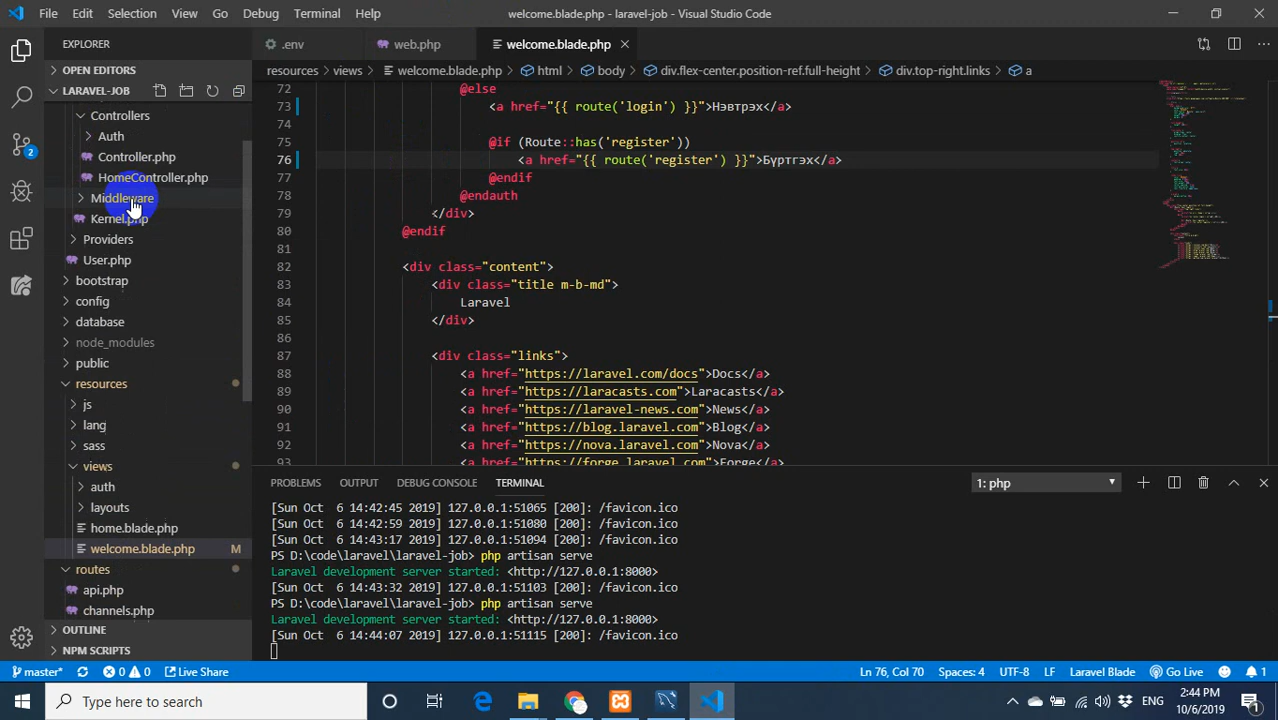 File Edit Selection View Go Debug Terminal Help
welcome.blade.php - laravel-job - Visual Studio Code
EXPLORER
OPEN EDITORS
LARAVEL-JOB
Controllers
Auth
Controller.php
HomeController.php
Middleware
Kernel.php
Providers
User.php
bootstrap
config
database
node_modules
public
resources
js
lang
sass
views
auth
layouts
home.blade.php
welcome.blade.php M
routes
api.php
channels.php
OUTLINE
NPM SCRIPTS
2
.env web.php welcome.blade.php
resources > views > welcome.blade.php > html > body > div.flex-center.position-ref.full-height > div.top-right.links > a
72 @else
73 <a href="{{ route('login') }}">Нэвтрэх</a>
74
75 @if (Route::has('register'))
76 <a href="{{ route('register') }}">Бүртгэх</a>
77 @endif
78 @endauth
79 </div>
80 @endif
81
82 <div class="content">
83 <div class="title m-b-md">
84 Laravel
85 </div>
86
87 <div class="links">
88 <a href="https://laravel.com/docs">Docs</a>
89 <a href="https://laracasts.com">Laracasts</a>
90 <a href="https://laravel-news.com">News</a>
91 <a href="https://blog.laravel.com">Blog</a>
92 <a href="https://nova.laravel.com">Nova</a>
93 <a href="https://forge.laravel.com">Forge</a>
PROBLEMS OUTPUT DEBUG CONSOLE TERMINAL 1: php
[Sun Oct  6 14:42:45 2019] 127.0.0.1:51065 [200]: /favicon.ico
[Sun Oct  6 14:42:59 2019] 127.0.0.1:51080 [200]: /favicon.ico
[Sun Oct  6 14:43:17 2019] 127.0.0.1:51094 [200]: /favicon.ico
PS D:\code\laravel\laravel-job> php artisan serve
Laravel development server started: <http://127.0.0.1:8000>
[Sun Oct  6 14:43:32 2019] 127.0.0.1:51103 [200]: /favicon.ico
PS D:\code\laravel\laravel-job> php artisan serve
Laravel development server started: <http://127.0.0.1:8000>
[Sun Oct  6 14:44:07 2019] 127.0.0.1:51115 [200]: /favicon.ico
master* 0 0 Live Share Ln 76, Col 70 Spaces: 4 UTF-8 LF Laravel Blade Go Live 1
Type here to search
ENG
2:44 PM
10/6/2019
1